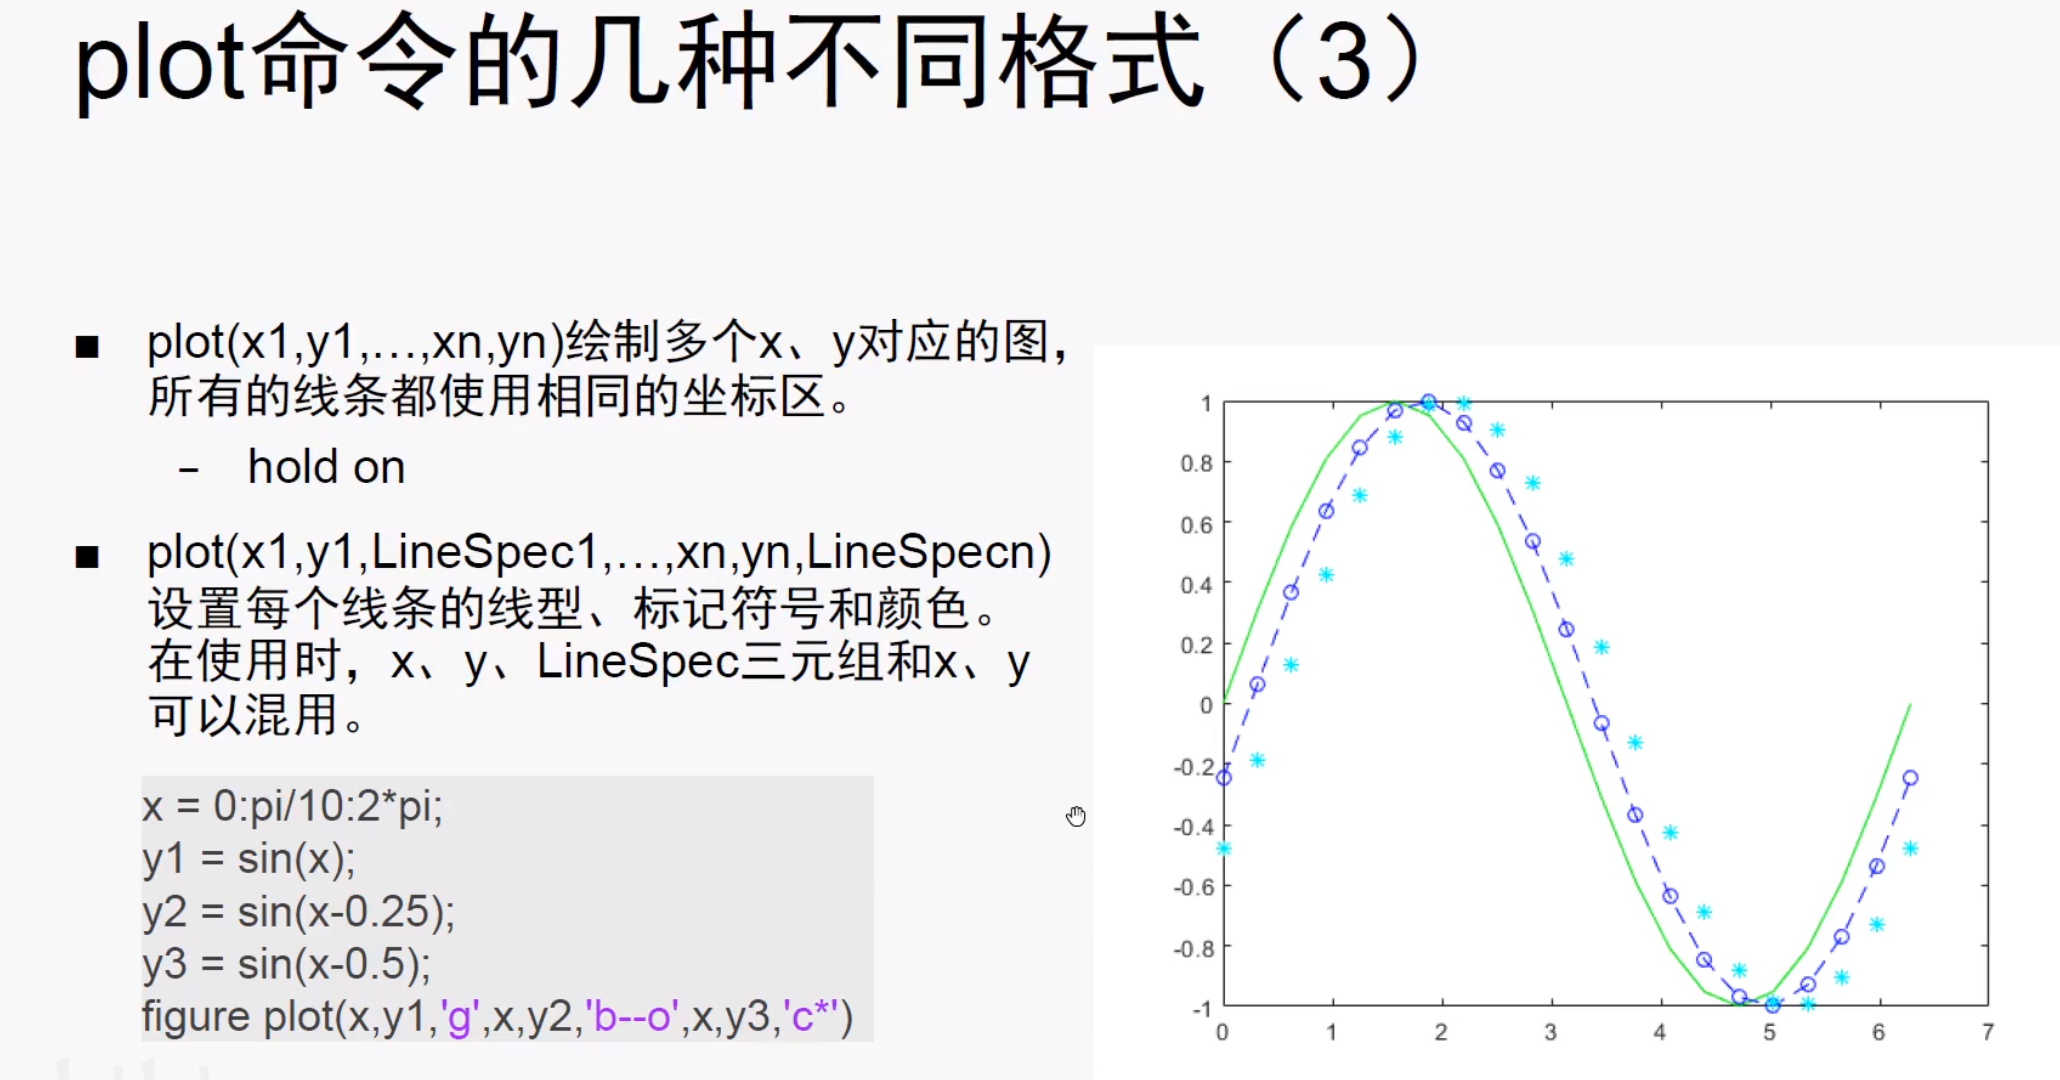 plot命令的几种不同格式（3）
■ plot(x1,y1,…,xn,yn)绘制多个x、y对应的图，
所有的线条都使用相同的坐标区。
– hold on
■ plot(x1,y1,LineSpec1,…,xn,yn,LineSpecn)
设置每个线条的线型、标记符号和颜色。
在使用时，x、y、LineSpec三元组和x、y
可以混用。
x = 0:pi/10:2*pi;
y1 = sin(x);
y2 = sin(x-0.25);
y3 = sin(x-0.5);
figure plot(x,y1,'g',x,y2,'b--o',x,y3,'c*')
1
0.8
0.6
0.4
0.2
0
-0.2
-0.4
-0.6
-0.8
-1
0 1 2 3 4 5 6 7